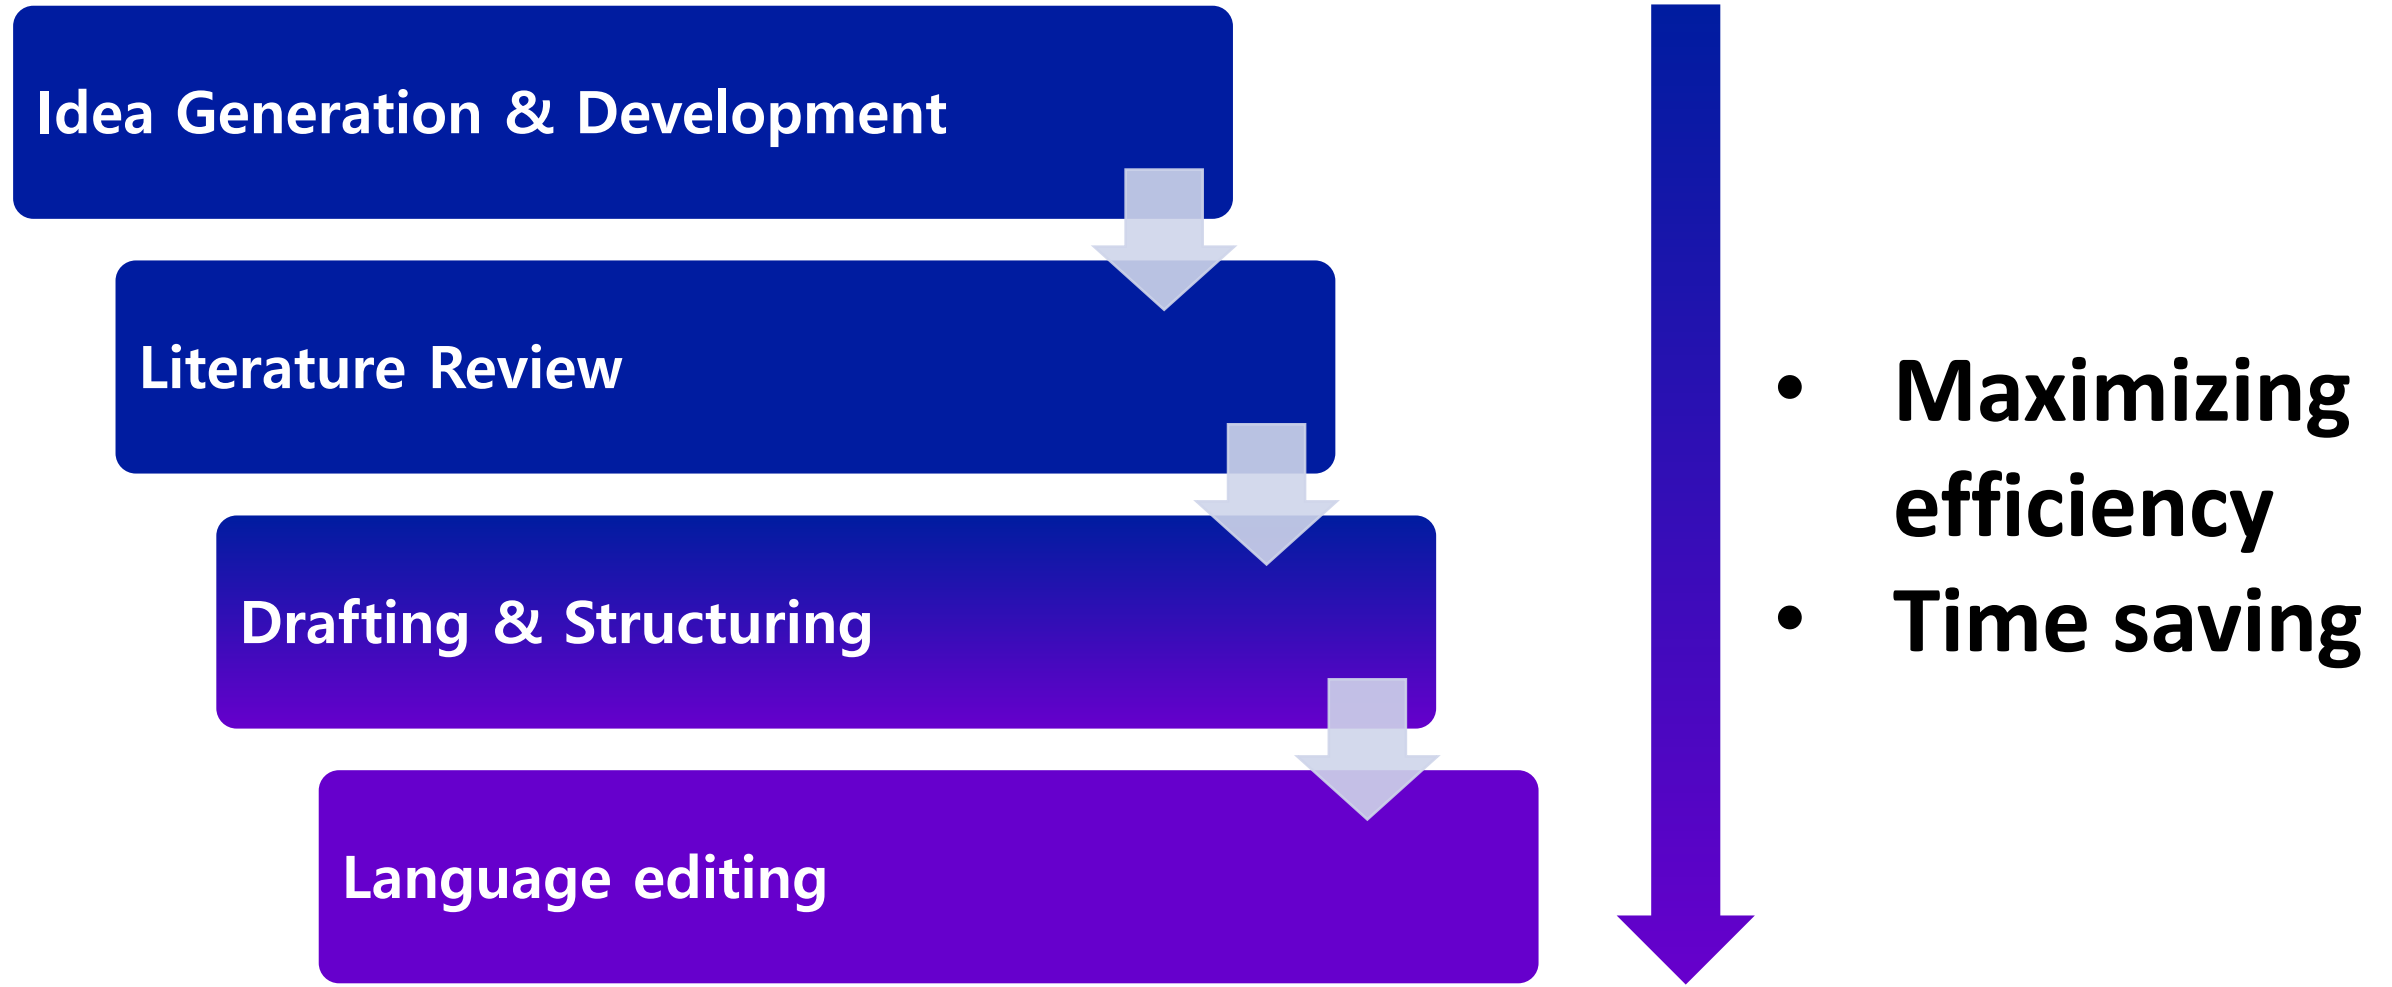 Idea Generation & Development
Literature Review
Drafting & Structuring
Language editing
• Maximizing
efficiency
• Time saving